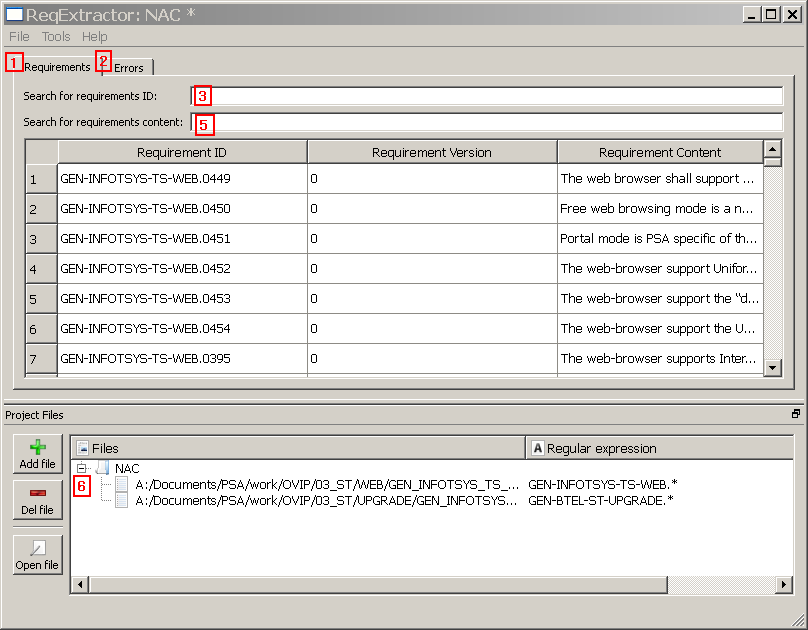 ReqExtractor: NAC *
File Tools Help
1 Requirements 2 Errors
Search for requirements ID: 3
Search for requirements content: 5
Requirement ID Requirement Version Requirement Content
1 GEN-INFOTSYS-TS-WEB.0449 0 The web browser shall support ...
2 GEN-INFOTSYS-TS-WEB.0450 0 Free web browsing mode is a n...
3 GEN-INFOTSYS-TS-WEB.0451 0 Portal mode is PSA specific of th...
4 GEN-INFOTSYS-TS-WEB.0452 0 The web-browser support Unifor...
5 GEN-INFOTSYS-TS-WEB.0453 0 The web-browser support the "d...
6 GEN-INFOTSYS-TS-WEB.0454 0 The web-browser support the U...
7 GEN-INFOTSYS-TS-WEB.0395 0 The web-browser supports Inter...
Project Files
Add file
Del file
Open file
Files A Regular expression
NAC
6 A:/Documents/PSA/work/OVIP/03_ST/WEB/GEN_INFOTSYS_TS_... GEN-INFOTSYS-TS-WEB.*
A:/Documents/PSA/work/OVIP/03_ST/UPGRADE/GEN_INFOTSYS... GEN-BTEL-ST-UPGRADE.*